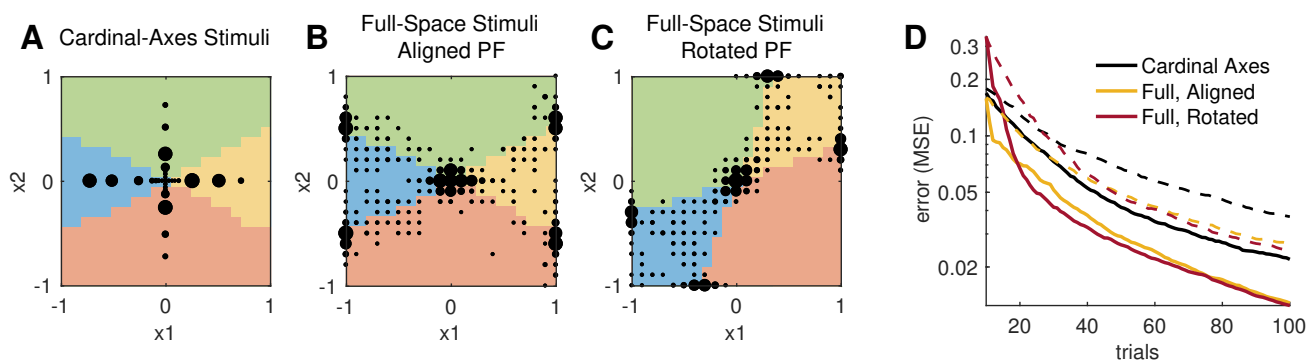 A
Cardinal-Axes Stimuli
1
0
-1
-1
0
1
x1
x2
B
Full-Space Stimuli
Aligned PF
1
0
-1
-1
0
1
x1
x2
C
Full-Space Stimuli
Rotated PF
1
0
-1
-1
0
1
x1
x2
D
Cardinal Axes
Full, Aligned
Full, Rotated
0.3
0.2
0.1
0.05
0.02
20
40
60
80
100
trials
error (MSE)